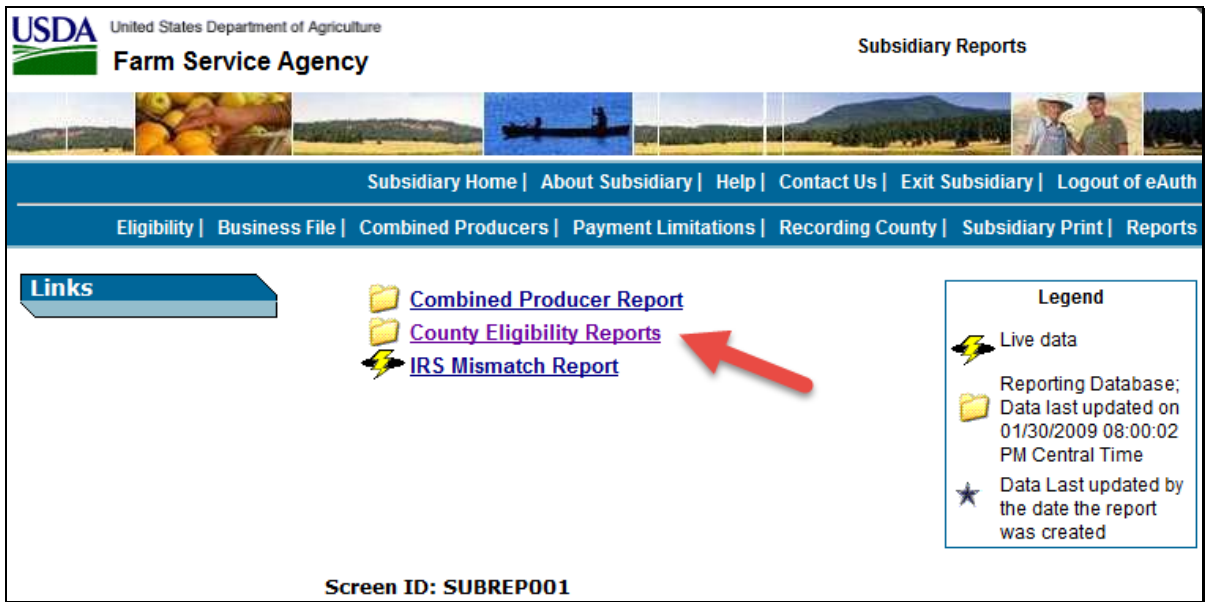 USDA
United States Department of Agriculture
Farm Service Agency
Subsidiary Reports
Subsidiary Home | About Subsidiary | Help | Contact Us | Exit Subsidiary | Logout of eAuth
Eligibility | Business File | Combined Producers | Payment Limitations | Recording County | Subsidiary Print | Reports
Links
Combined Producer Report
County Eligibility Reports
IRS Mismatch Report
Legend
Live data
Reporting Database;
Data last updated on
01/30/2009 08:00:02
PM Central Time
Data Last updated by
the date the report
was created
Screen ID: SUBREP001